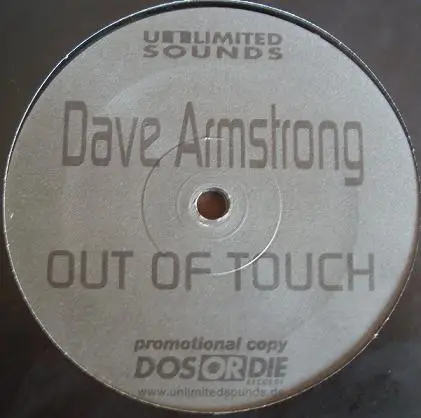 UNLIMITED
SOUNDS
Dave Armstrong
OUT OF TOUCH
promotional copy
DOS OR DIE
RECORDS
www.unlimitedsounds.de